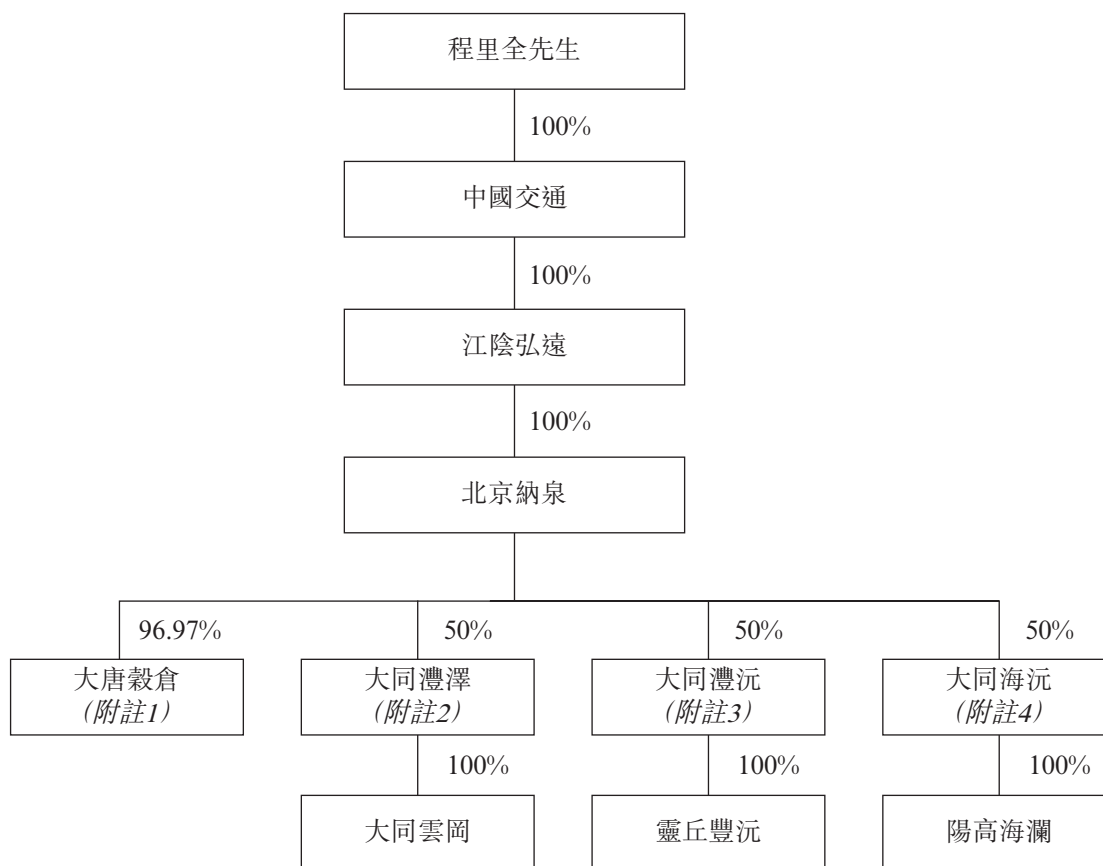 程里全先生
100%
中國交通
100%
江陰弘遠
100%
北京納泉
96.97%
50%
50%
50%
大唐穀倉
(附註1)
大同灃澤
(附註2)
大同灃沅
(附註3)
大同海沅
(附註4)
100%
100%
100%
大同雲岡
靈丘豐沅
陽高海瀾